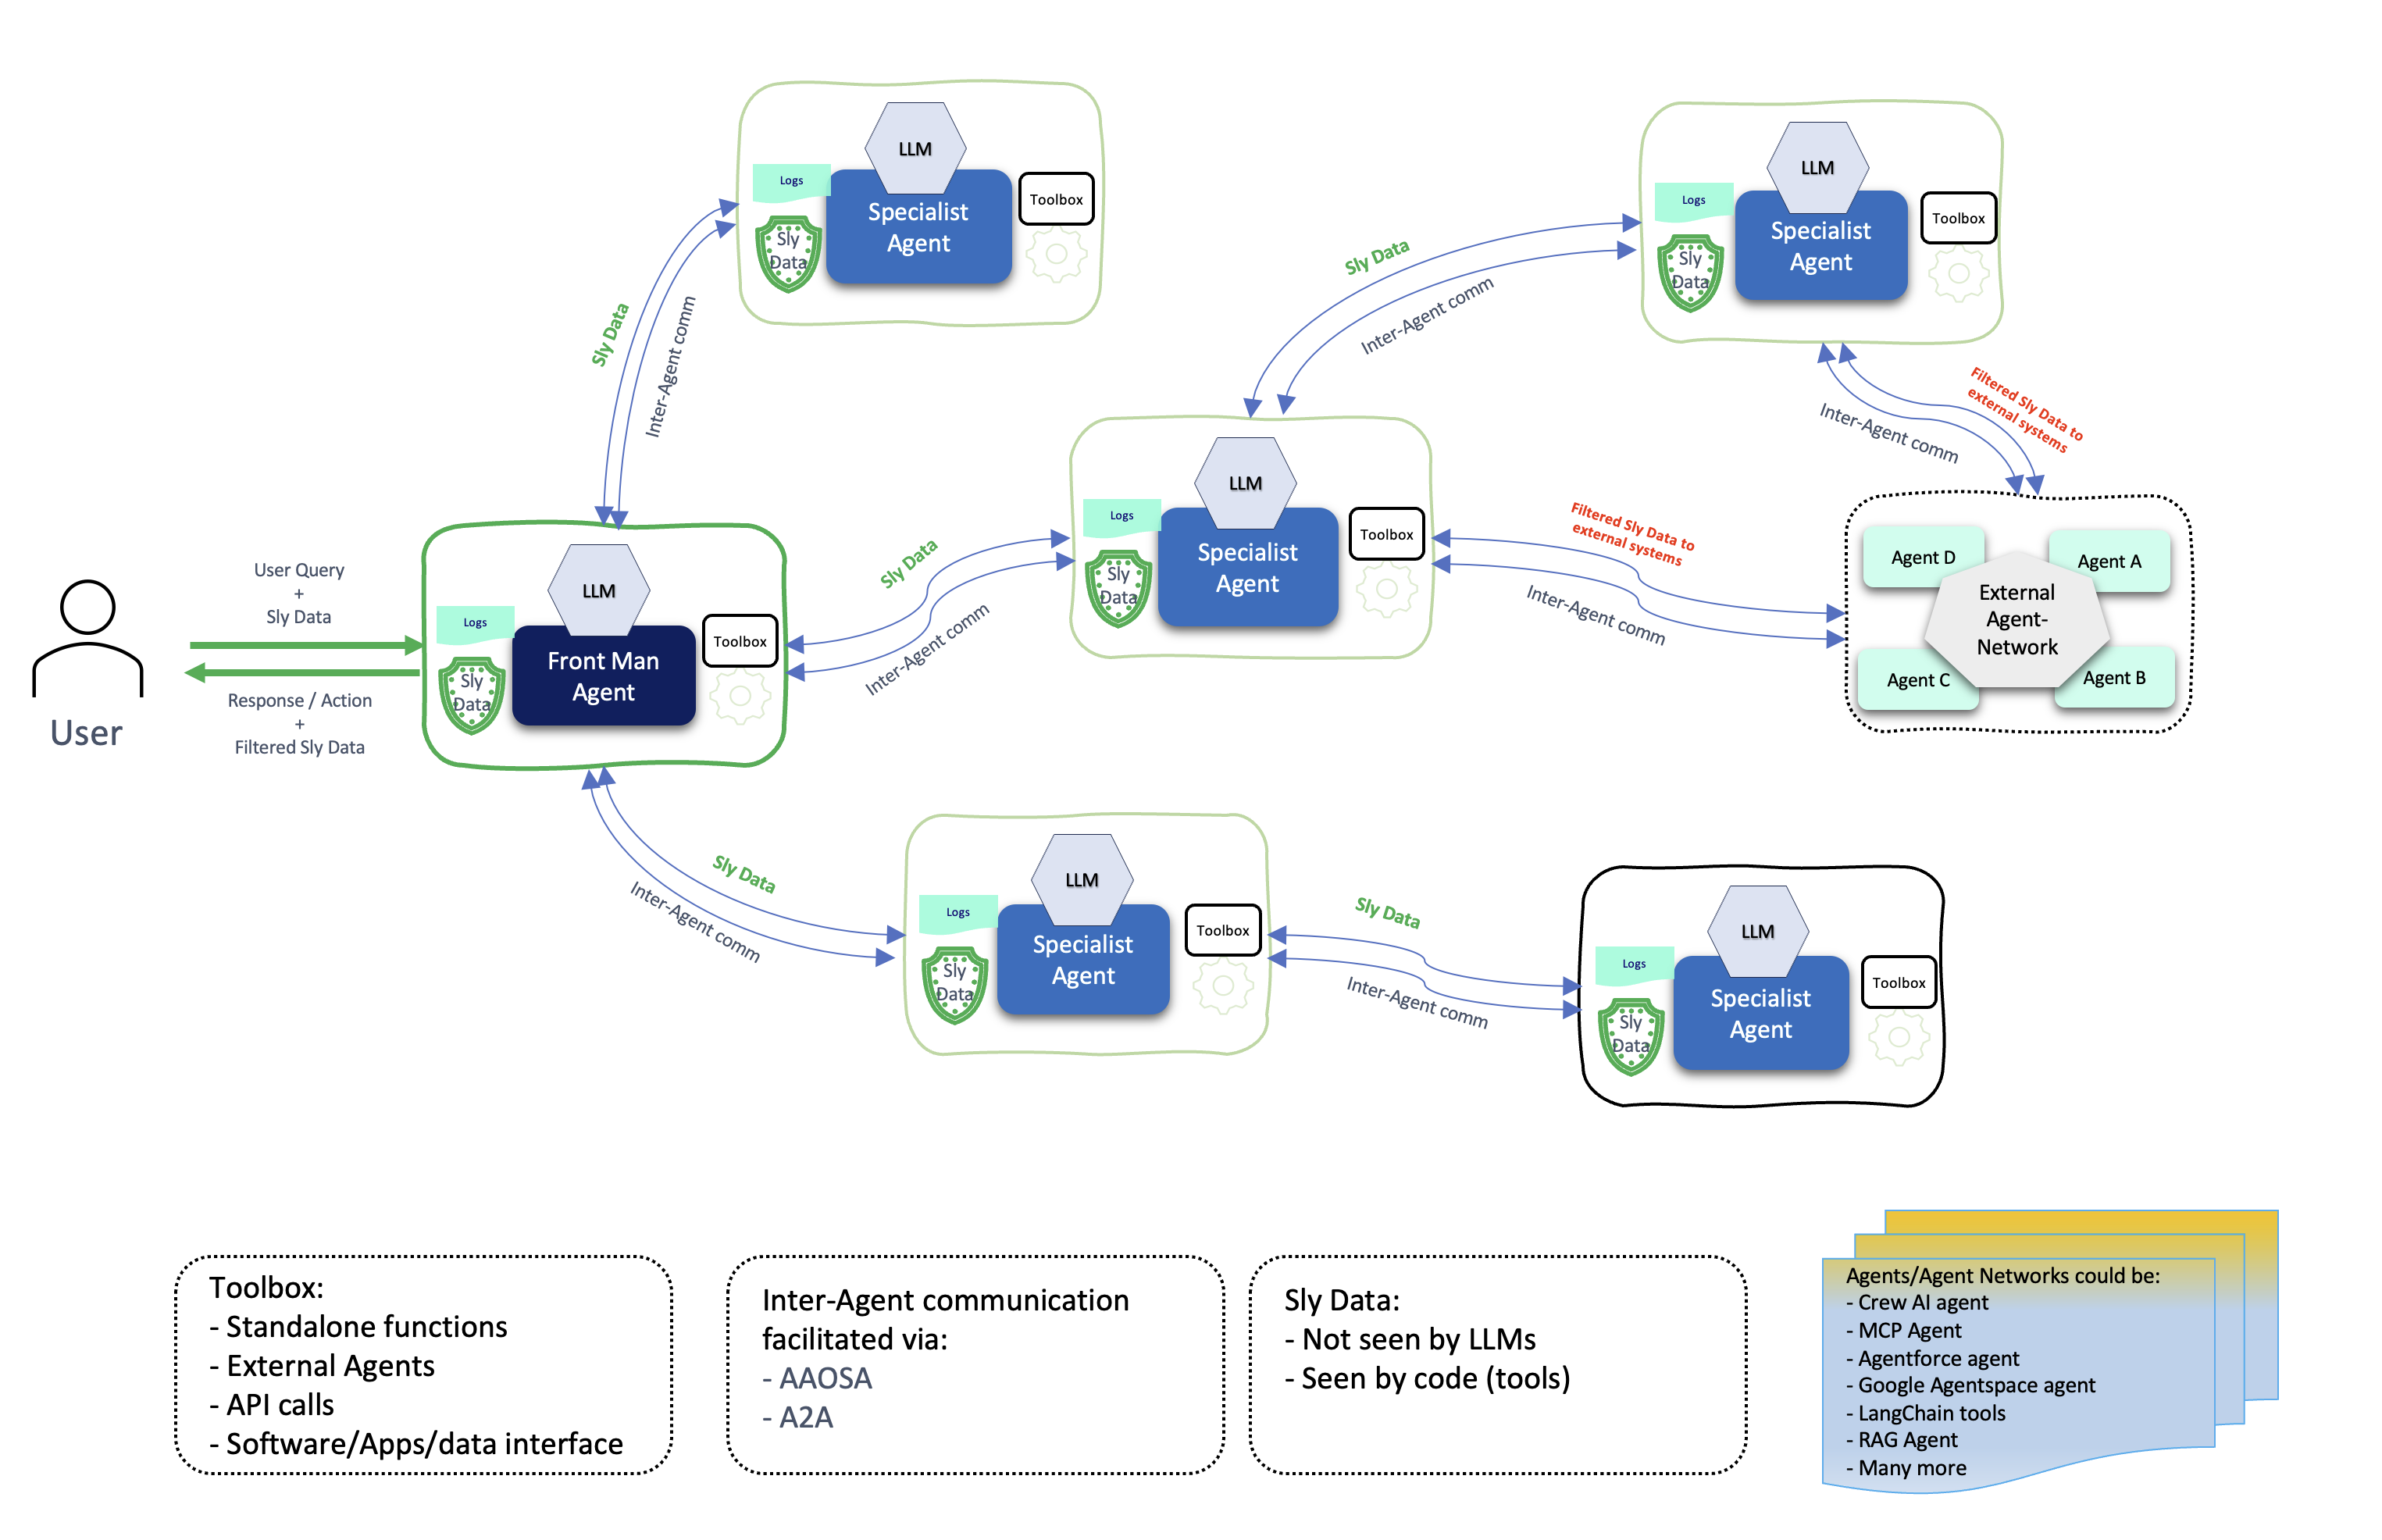 LLM
Logs
Specialist
Agent
Toolbox
Sly
Data
LLM
Logs
Specialist
Agent
Toolbox
Sly
Data
Sly Data
Inter-Agent comm
Sly Data
Inter-Agent comm
Filtered Sly Data to
external systems
Inter-Agent comm
LLM
Logs
Specialist
Agent
Toolbox
Sly
Data
Filtered Sly Data to
external systems
Inter-Agent comm
Agent D
Agent A
External
Agent-
Network
Agent C
Agent B
User Query
+
Sly Data
Response / Action
+
Filtered Sly Data
User
LLM
Logs
Front Man
Agent
Toolbox
Sly
Data
Sly Data
Inter-Agent comm
Sly Data
Inter-Agent comm
LLM
Logs
Specialist
Agent
Toolbox
Sly
Data
Sly Data
Inter-Agent comm
LLM
Logs
Specialist
Agent
Toolbox
Sly
Data
Toolbox:
- Standalone functions
- External Agents
- API calls
- Software/Apps/data interface
Inter-Agent communication
facilitated via:
- AAOSA
- A2A
Sly Data:
- Not seen by LLMs
- Seen by code (tools)
Agents/Agent Networks could be:
- Crew AI agent
- MCP Agent
- Agentforce agent
- Google Agentspace agent
- LangChain tools
- RAG Agent
- Many more